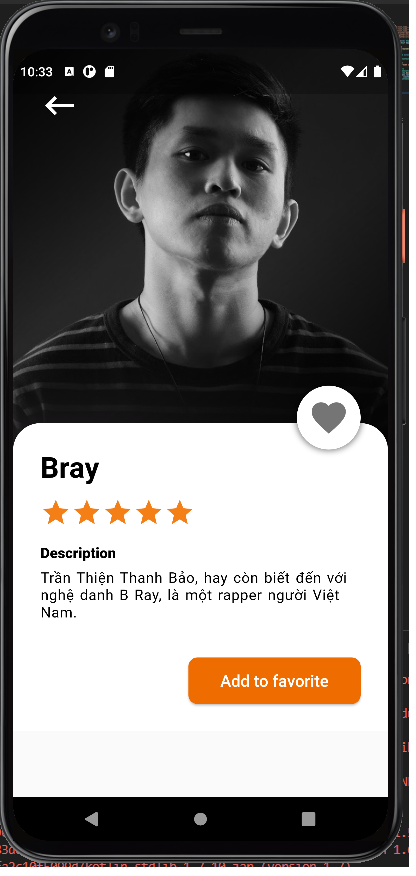 10:33
Bray
Description
Trần Thiện Thanh Bảo, hay còn biết đến với
nghệ danh B Ray, là một rapper người Việt
Nam.
Add to favorite